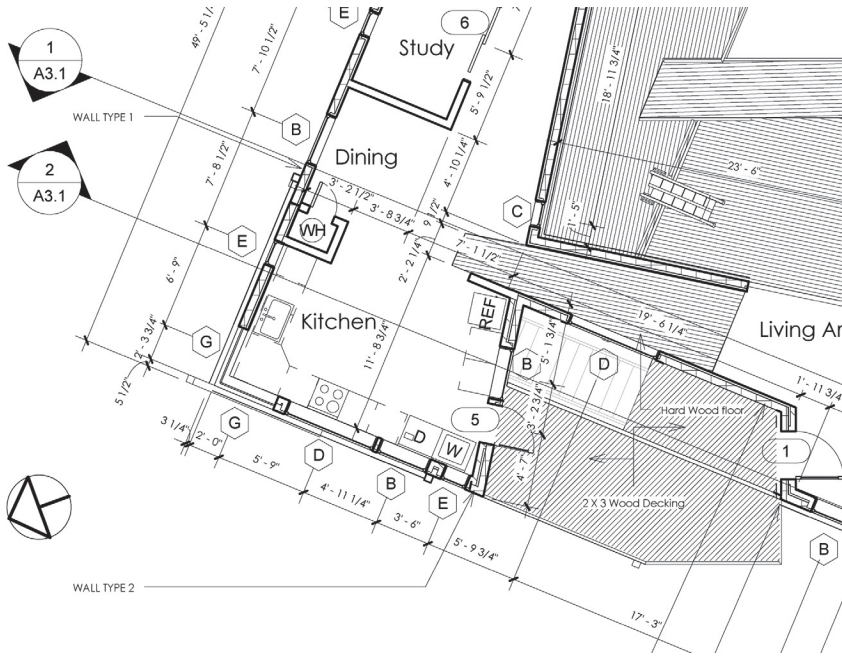 E
6
1
A3.1
Study
49' - 5 1/
7' - 10 1/2"
5' - 9 1/2"
18' - 11 3/4"
WALL TYPE 1
B
Dining
7' - 8 1/2"
4' - 10 1/4"
23' - 6"
2
A3.1
3' - 2 1/2"
3' - 8 3/4"
9 1/2"
C
1' - 5"
WH
E
7' - 1 1/2"
2' - 2 1/4"
6' - 9"
REF.
Kitchen
19' - 6 1/4"
Living Ar
G
2' - 3 3/4"
11' - 8 3/4"
5' - 1 3/4"
B
D
5 1/2"
1' - 11 3/4"
3' - 2 3/4"
Hard Wood floor
3 1/4"
2' - 0"
G
5
D
W
1
5' - 9"
D
4' - 7"
4' - 11 1/4"
B
3' - 6"
E
2 X 3 Wood Decking
5' - 9 3/4"
B
WALL TYPE 2
17' - 3"